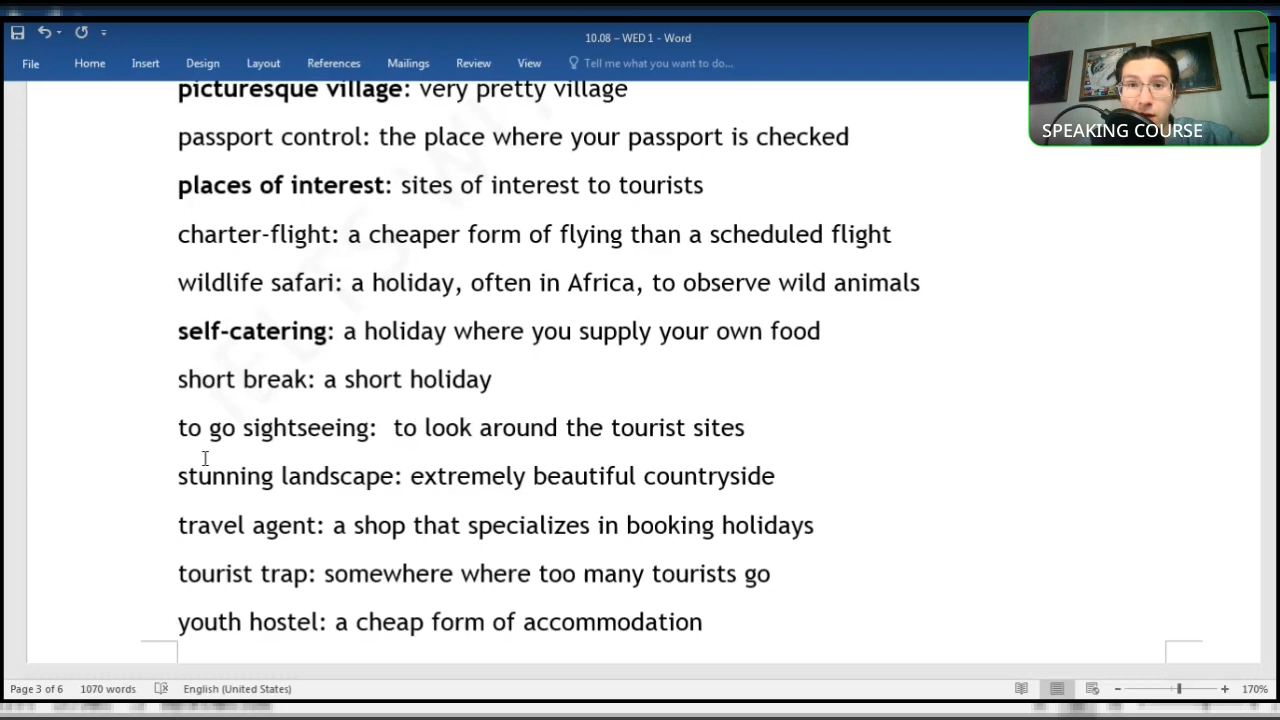 10.08 – WED 1 - Word
File Home Insert Design Layout References Mailings Review View Tell me what you want to do...
SPEAKING COURSE
picturesque village: very pretty village
passport control: the place where your passport is checked
places of interest: sites of interest to tourists
charter-flight: a cheaper form of flying than a scheduled flight
wildlife safari: a holiday, often in Africa, to observe wild animals
self-catering: a holiday where you supply your own food
short break: a short holiday
to go sightseeing:  to look around the tourist sites
stunning landscape: extremely beautiful countryside
travel agent: a shop that specializes in booking holidays
tourist trap: somewhere where too many tourists go
youth hostel: a cheap form of accommodation
Page 3 of 6 1070 words English (United States) 170%